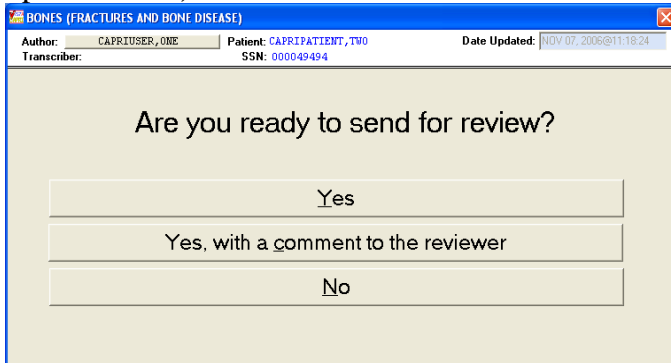 BONES (FRACTURES AND BONE DISEASE)
Author: CAPRIUSER,ONE Patient: CAPRIPATIENT,TWO Date Updated: NOV 07, 2006@11:18:24
Transcriber: SSN: 000049494
Are you ready to send for review?
Yes
Yes, with a comment to the reviewer
No